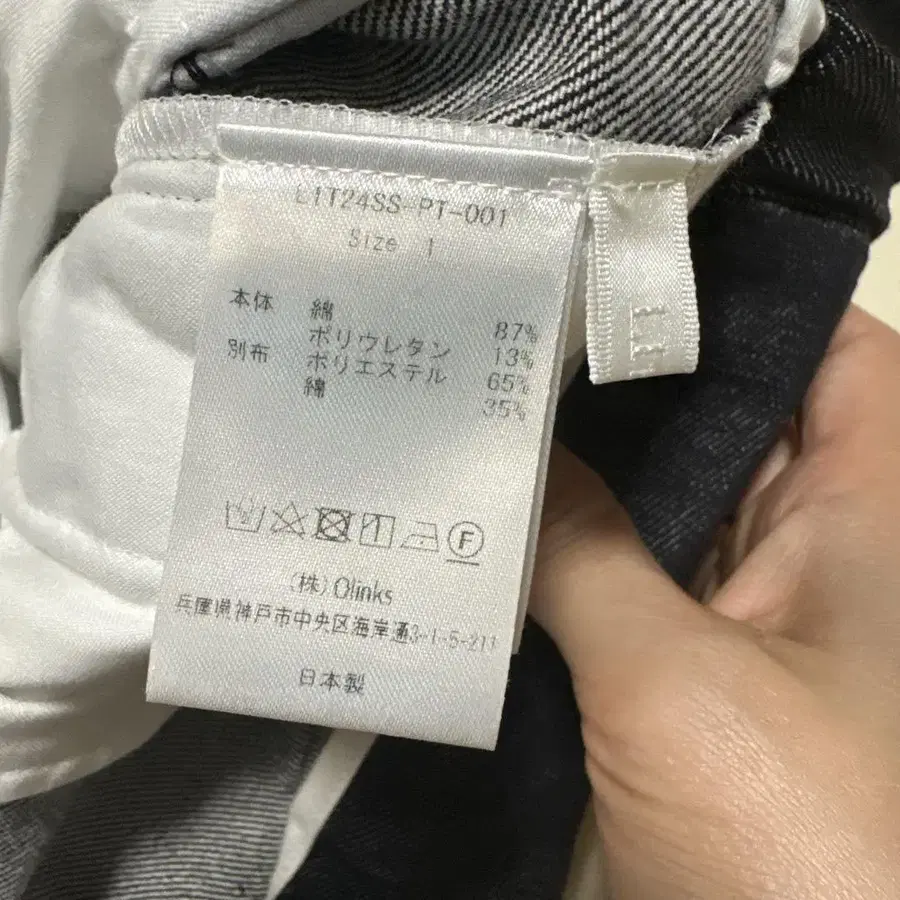 LIT24SS-PT-001
Size 1
本体 綿 87%
ポリウレタン 13%
別布 ポリエステル 65%
綿 35%
F
(株) Qlinks
兵庫県神戸市中央区海岸通3-1-5-211
日本製